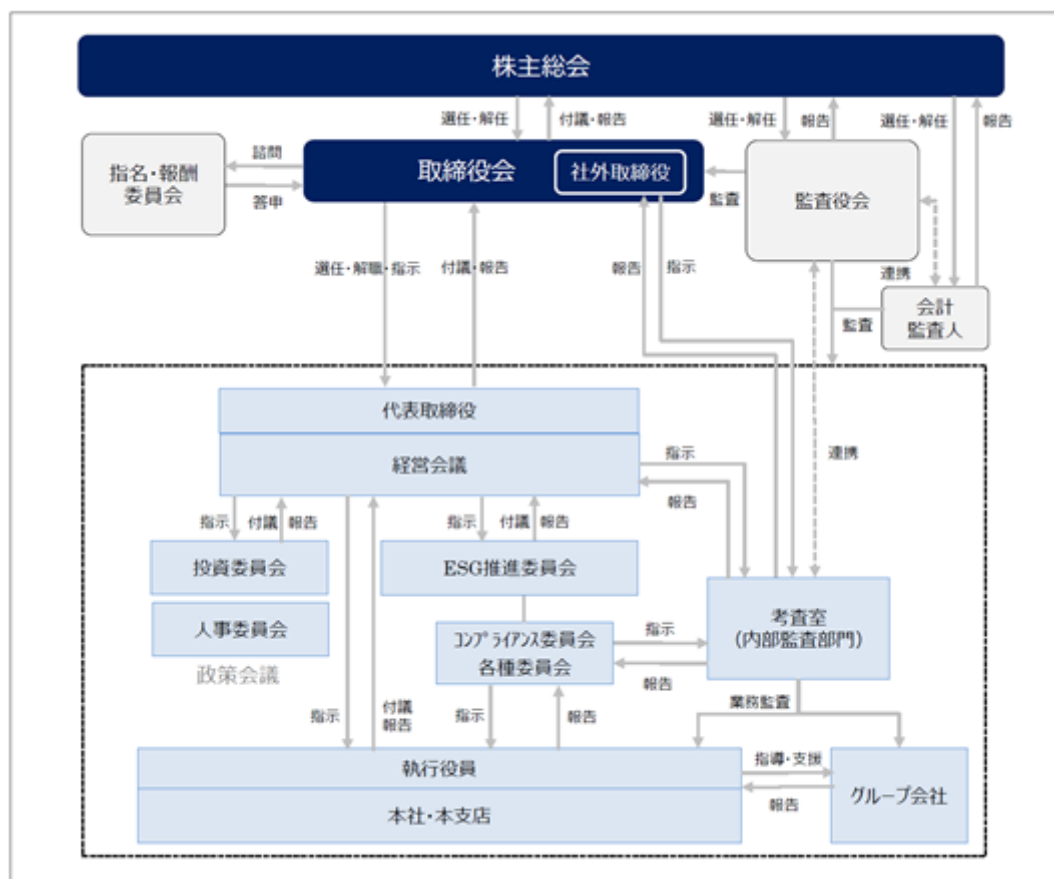 株主総会
選任・解任
付議・報告
選任・解任
報告
選任・解任
報告
指名・報酬
委員会
諮問
答申
取締役会
社外取締役
監査
監査役会
選任・解職・指示
付議・報告
報告
指示
連携
監査
会計
監査人
代表取締役
経営会議
指示
報告
連携
指示
付議
報告
指示
付議
報告
投資委員会
ESG推進委員会
人事委員会
政策会議
コンプライアンス委員会
各種委員会
指示
報告
考査室
(内部監査部門)
指示
付議
報告
指示
報告
業務監査
執行役員
本社・本支店
指導・支援
報告
グループ会社